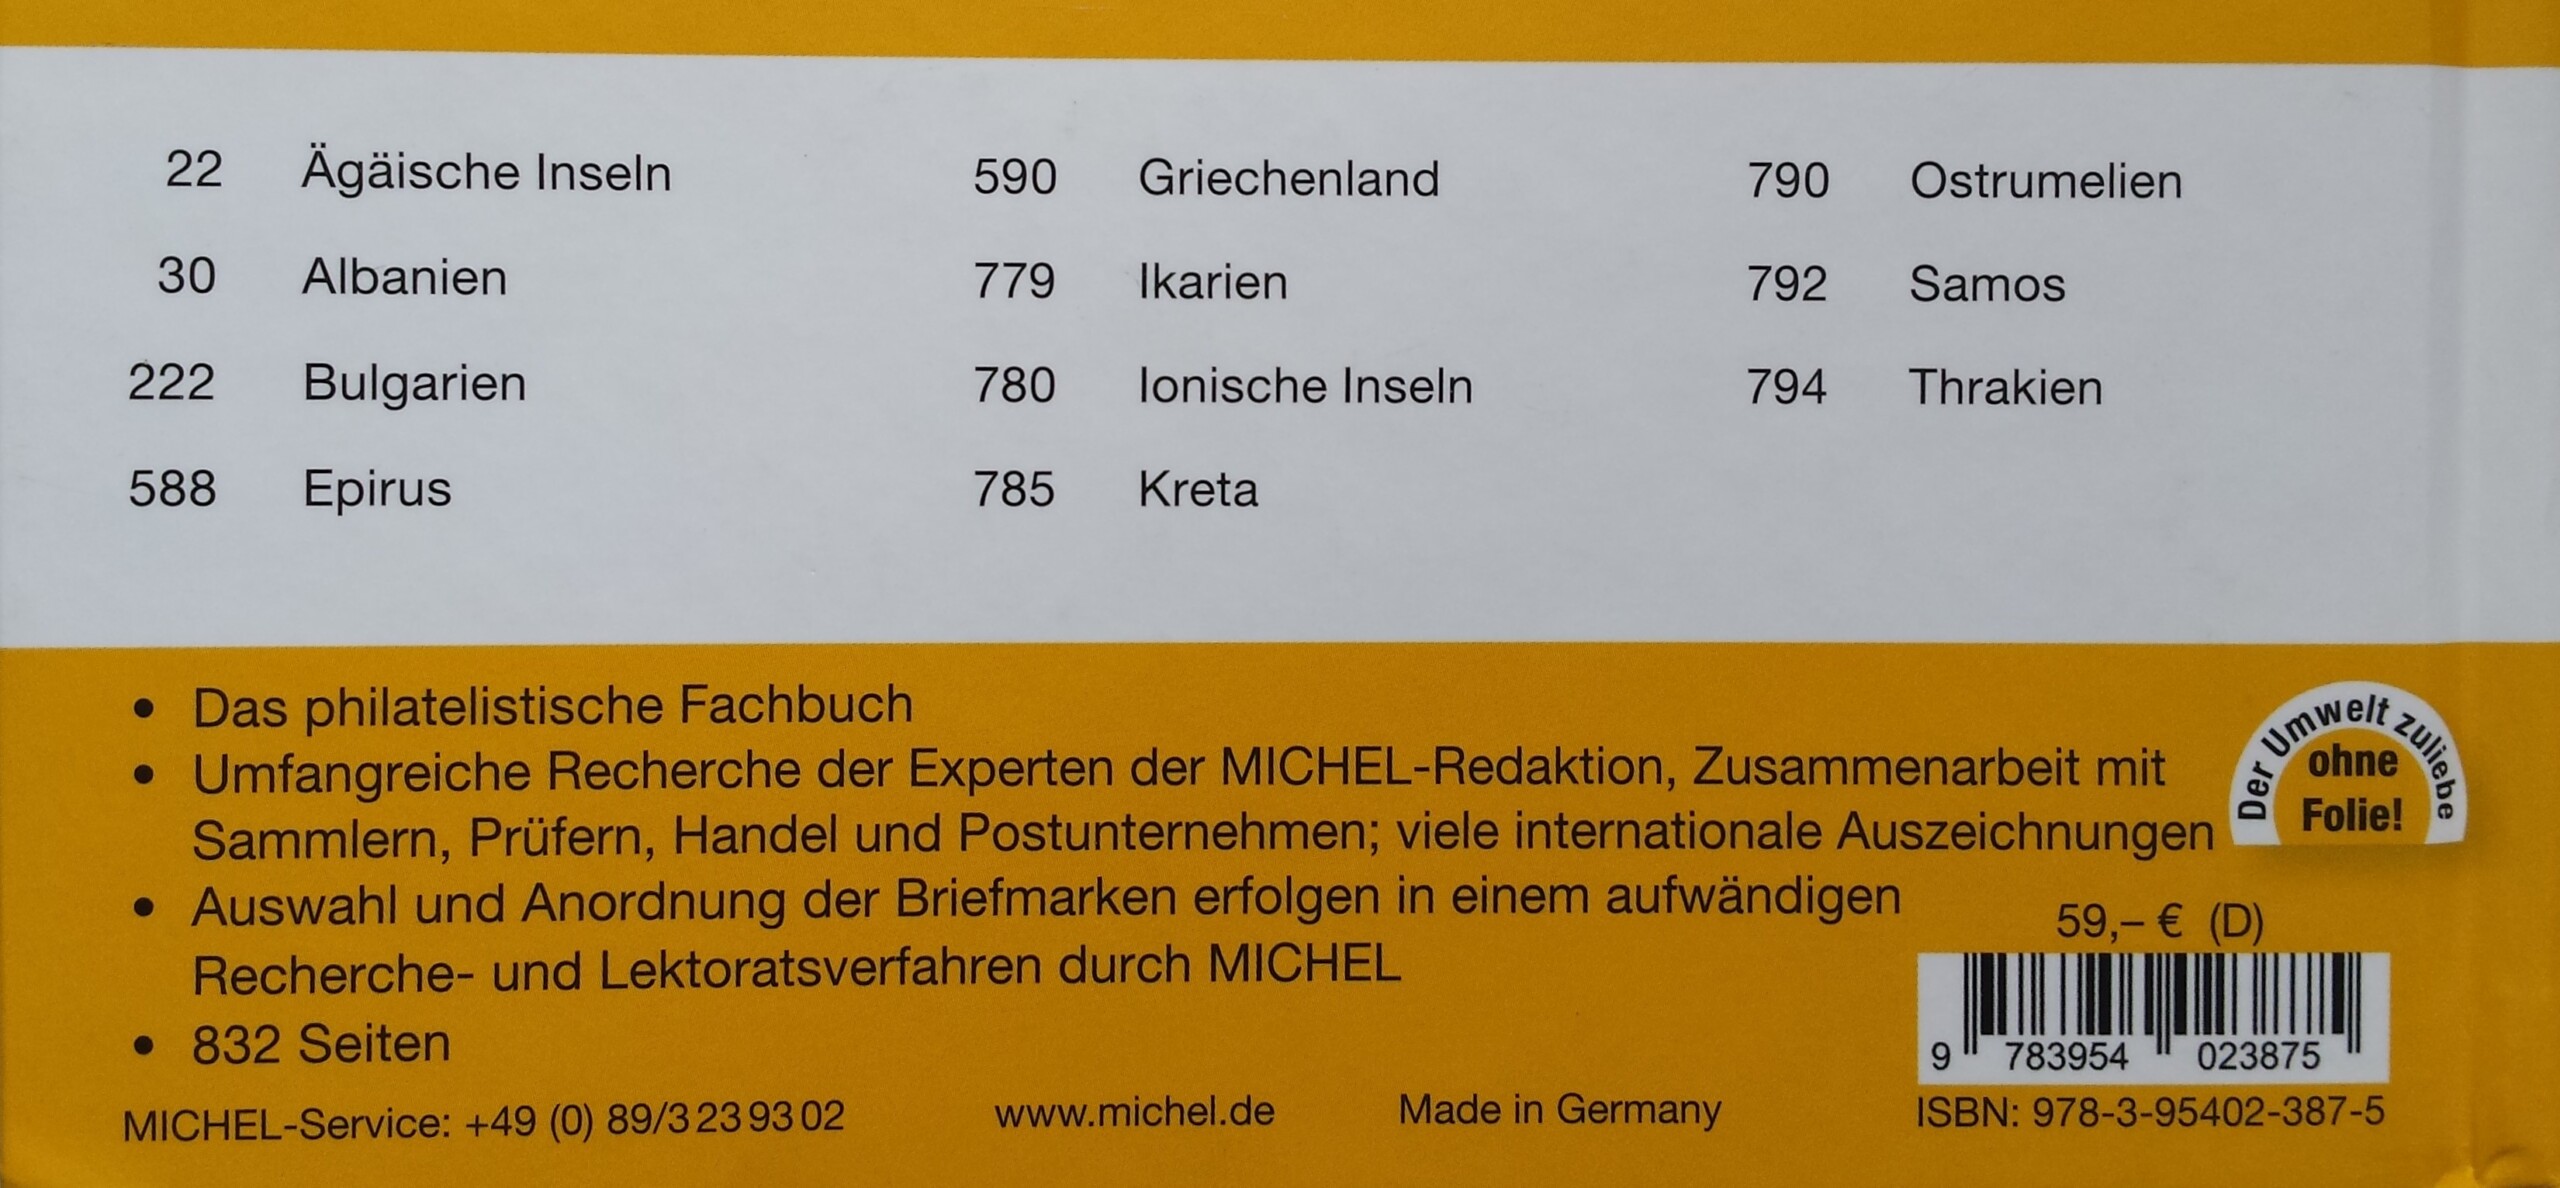 22 Ägäische Inseln
30 Albanien
222 Bulgarien
588 Epirus
590 Griechenland
779 Ikarien
780 Ionische Inseln
785 Kreta
790 Ostrumelien
792 Samos
794 Thrakien
• Das philatelistische Fachbuch
• Umfangreiche Recherche der Experten der MICHEL-Redaktion, Zusammenarbeit mit
Sammlern, Prüfern, Handel und Postunternehmen; viele internationale Auszeichnungen
• Auswahl und Anordnung der Briefmarken erfolgen in einem aufwändigen
Recherche- und Lektoratsverfahren durch MICHEL
• 832 Seiten
Der Umwelt zuliebe
ohne
Folie!
59,– € (D)
9 783954 023875
MICHEL-Service: +49 (0) 89/3 239302
www.michel.de
Made in Germany
ISBN: 978-3-95402-387-5